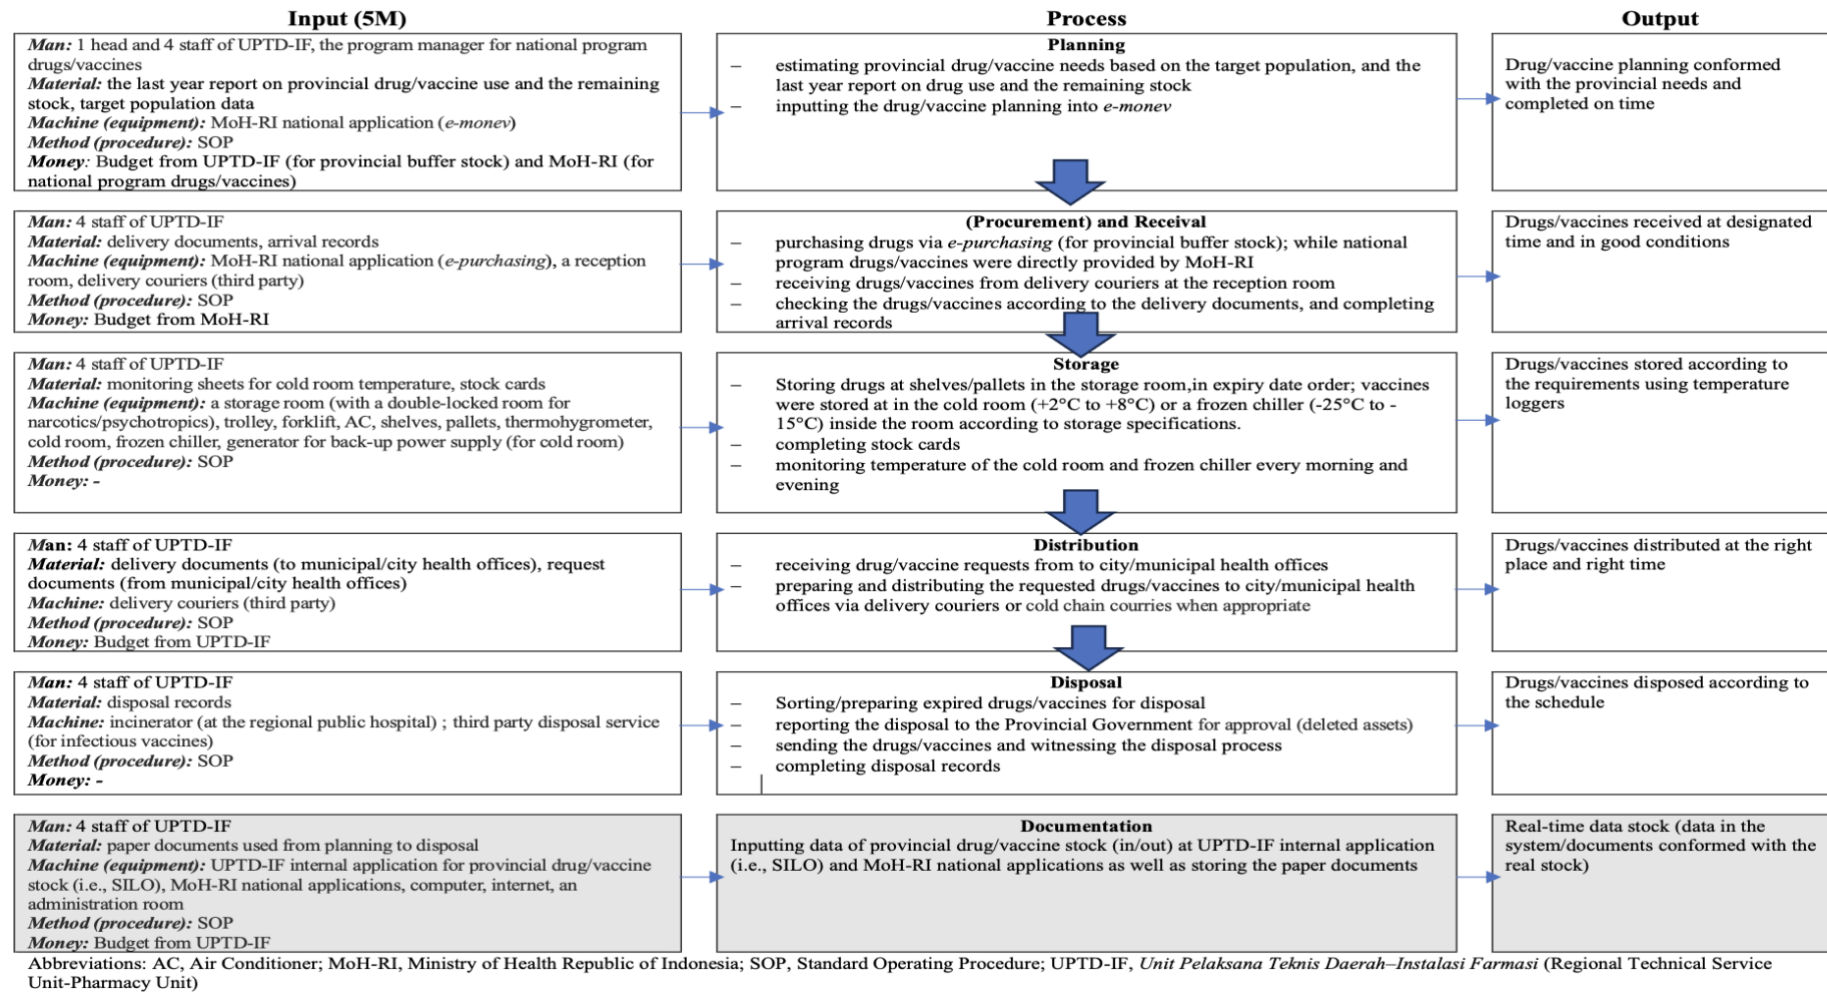 Input (5M)
Process
Output
Man: 1 head and 4 staff of UPTD-IF, the program manager for national program
drugs/vaccines
Material: the last year report on provincial drug/vaccine use and the remaining
stock, target population data
Machine (equipment): MoH-RI national application (e-monev)
Method (procedure): SOP
Money: Budget from UPTD-IF (for provincial buffer stock) and MoH-RI (for
national program drugs/vaccines)
Planning
– estimating provincial drug/vaccine needs based on the target population, and the
last year report on drug use and the remaining stock
– inputting the drug/vaccine planning into e-monev
Drug/vaccine planning conformed
with the provincial needs and
completed on time
Man: 4 staff of UPTD-IF
Material: delivery documents, arrival records
Machine (equipment): MoH-RI national application (e-purchasing), a reception
room, delivery couriers (third party)
Method (procedure): SOP
Money: Budget from MoH-RI
(Procurement) and Receival
– purchasing drugs via e-purchasing (for provincial buffer stock); while national
program drugs/vaccines were directly provided by MoH-RI
– receiving drugs/vaccines from delivery couriers at the reception room
– checking the drugs/vaccines according to the delivery documents, and completing
arrival records
Drugs/vaccines received at designated
time and in good conditions
Man: 4 staff of UPTD-IF
Material: monitoring sheets for cold room temperature, stock cards
Machine (equipment): a storage room (with a double-locked room for
narcotics/psychotropics), trolley, forklift, AC, shelves, pallets, thermohygrometer,
cold room, frozen chiller, generator for back-up power supply (for cold room)
Method (procedure): SOP
Money: -
Storage
– Storing drugs at shelves/pallets in the storage room,in expiry date order; vaccines
were stored at in the cold room (+2°C to +8°C) or a frozen chiller (-25°C to -
15°C) inside the room according to storage specifications.
– completing stock cards
– monitoring temperature of the cold room and frozen chiller every morning and
evening
Drugs/vaccines stored according to
the requirements using temperature
loggers
Man: 4 staff of UPTD-IF
Material: delivery documents (to municipal/city health offices), request
documents (from municipal/city health offices)
Machine: delivery couriers (third party)
Method (procedure): SOP
Money: Budget from UPTD-IF
Distribution
– receiving drug/vaccine requests from to city/municipal health offices
– preparing and distributing the requested drugs/vaccines to city/municipal health
offices via delivery couriers or cold chain courries when appropriate
Drugs/vaccines distributed at the right
place and right time
Man: 4 staff of UPTD-IF
Material: disposal records
Machine: incinerator (at the regional public hospital) ; third party disposal service
(for infectious vaccines)
Method (procedure): SOP
Money: -
Disposal
– Sorting/preparing expired drugs/vaccines for disposal
– reporting the disposal to the Provincial Government for approval (deleted assets)
– sending the drugs/vaccines and witnessing the disposal process
– completing disposal records
Drugs/vaccines disposed according to
the schedule
Man: 4 staff of UPTD-IF
Material: paper documents used from planning to disposal
Machine (equipment): UPTD-IF internal application for provincial drug/vaccine
stock (i.e., SILO), MoH-RI national applications, computer, internet, an
administration room
Method (procedure): SOP
Money: Budget from UPTD-IF
Documentation
Inputting data of provincial drug/vaccine stock (in/out) at UPTD-IF internal application
(i.e., SILO) and MoH-RI national applications as well as storing the paper documents
Real-time data stock (data in the
system/documents conformed with the
real stock)
Abbreviations: AC, Air Conditioner; MoH-RI, Ministry of Health Republic of Indonesia; SOP, Standard Operating Procedure; UPTD-IF, Unit Pelaksana Teknis Daerah–Instalasi Farmasi (Regional Technical Service
Unit-Pharmacy Unit)